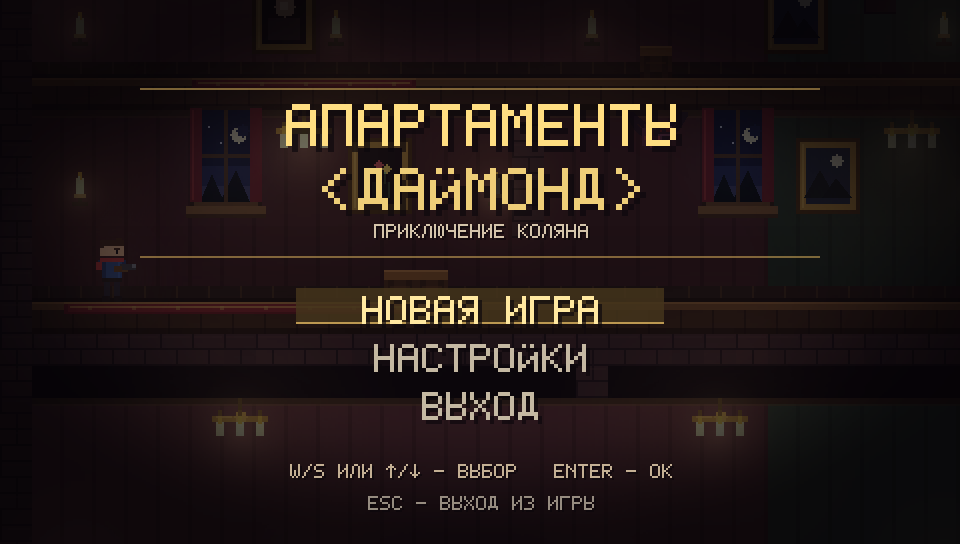 АПАРТАМЕНТЫ
<ДАЙМОНД>
ПРИКЛЮЧЕНИЕ КОЛЯНА
НОВАЯ ИГРА
НАСТРОЙКИ
ВЫХОД
W/S ИЛИ ↑/↓ - ВЫБОР ENTER - OK
ESC - ВЫХОД ИЗ ИГРЫ